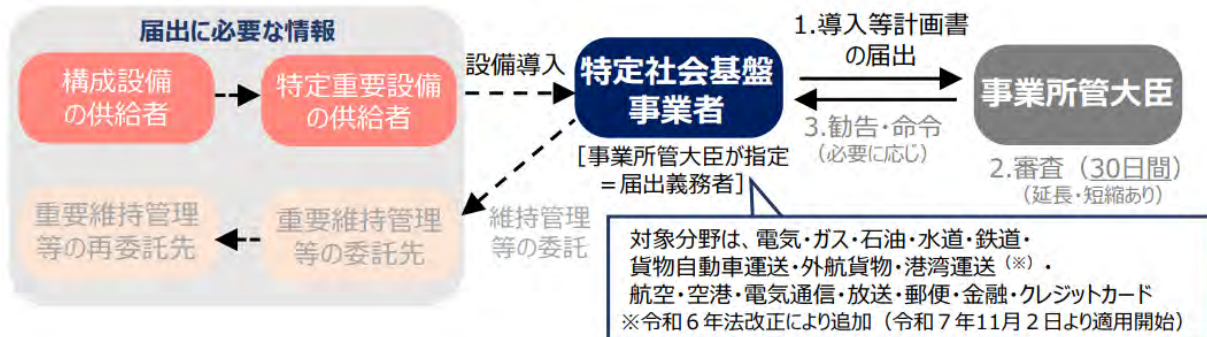 届出に必要な情報
構成設備
の供給者
特定重要設備
の供給者
設備導入
特定社会基盤
事業者
[事業所管大臣が指定
=届出義務者]
1.導入等計画書
の届出
3.勧告・命令
(必要に応じ)
事業所管大臣
2.審査（30日間）
(延長・短縮あり)
重要維持管理
等の再委託先
重要維持管理
等の委託先
維持管理
等の委託
対象分野は、電気・ガス・石油・水道・鉄道・
貨物自動車運送・外航貨物・港湾運送（※）・
航空・空港・電気通信・放送・郵便・金融・クレジットカード
※令和６年法改正により追加（令和７年11月２日より適用開始）